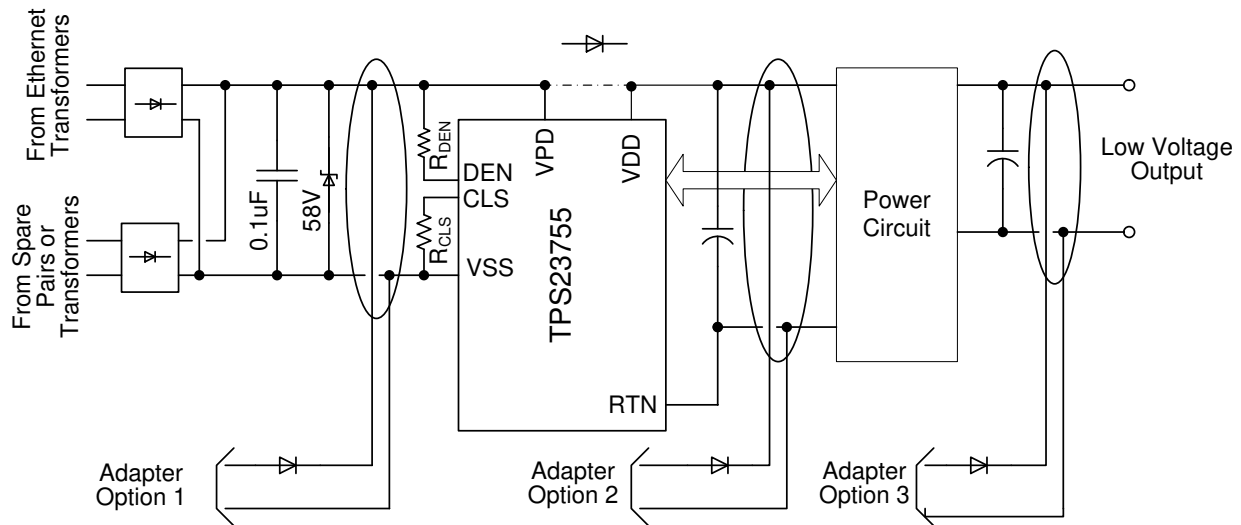 From Ethernet
Transformers
From Spare
Pairs or
Transformers
0.1uF
58V
RDEN
RCLS
DEN
CLS
VSS
VPD
VDD
TPS23755
RTN
Power
Circuit
Low Voltage
Output
Adapter
Option 1
Adapter
Option 2
Adapter
Option 3